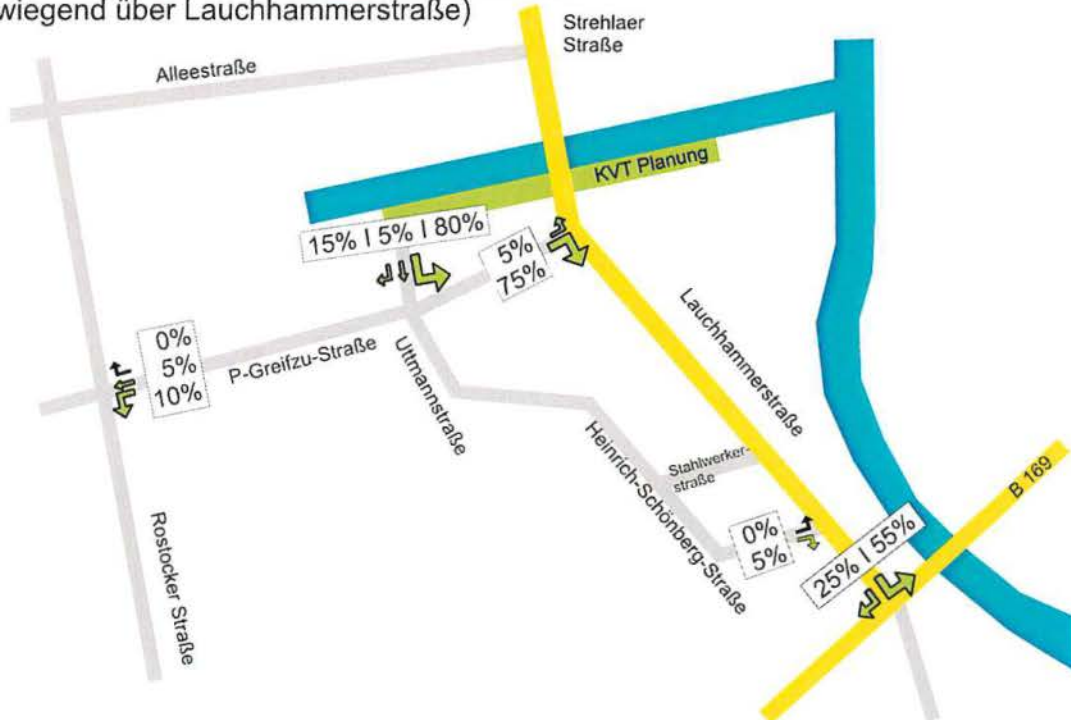 wiegend über Lauchhammerstraße)
Strehlaer
Straße
Alleestraße
KVT Planung
15% I 5% I 80%
5%
75%
0%
5%
10%
P-Greifzu-Straße
Uttmannstraße
Lauchhammerstraße
Heinrich-Schönberg-Straße
Stahlwerker-
straße
B 169
0%
5%
25% I 55%
Rostocker Straße